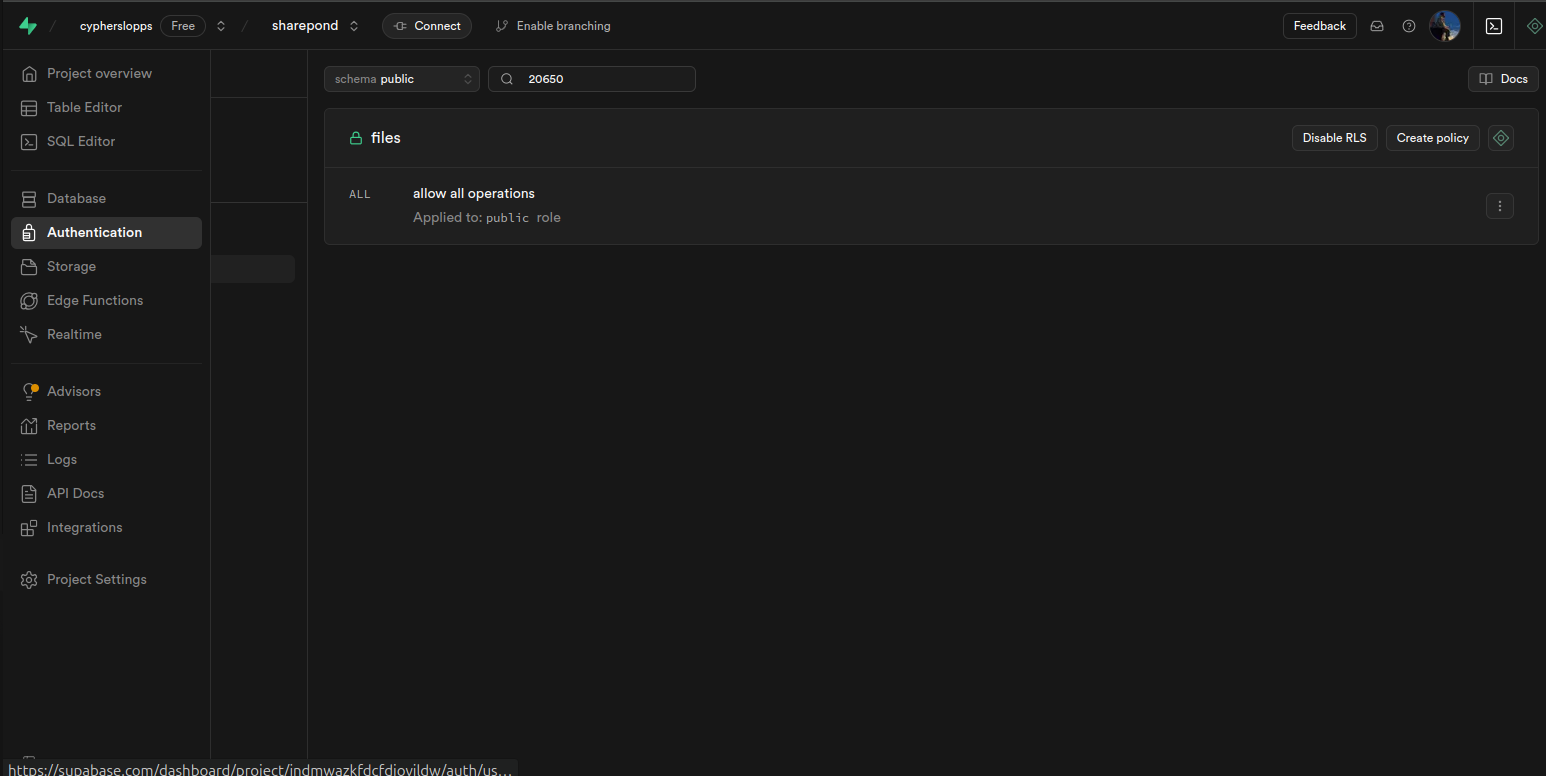 cypherslopps Free sharepond Connect Enable branching Feedback
Project overview
Table Editor
SQL Editor
Database
Authentication
Storage
Edge Functions
Realtime
Advisors
Reports
Logs
API Docs
Integrations
Project Settings
schema public 20650 Docs
files Disable RLS Create policy
ALL allow all operations
Applied to: public role
https://supabase.com/dashboard/project/indmwazkfdcfdjovildw/auth/us...